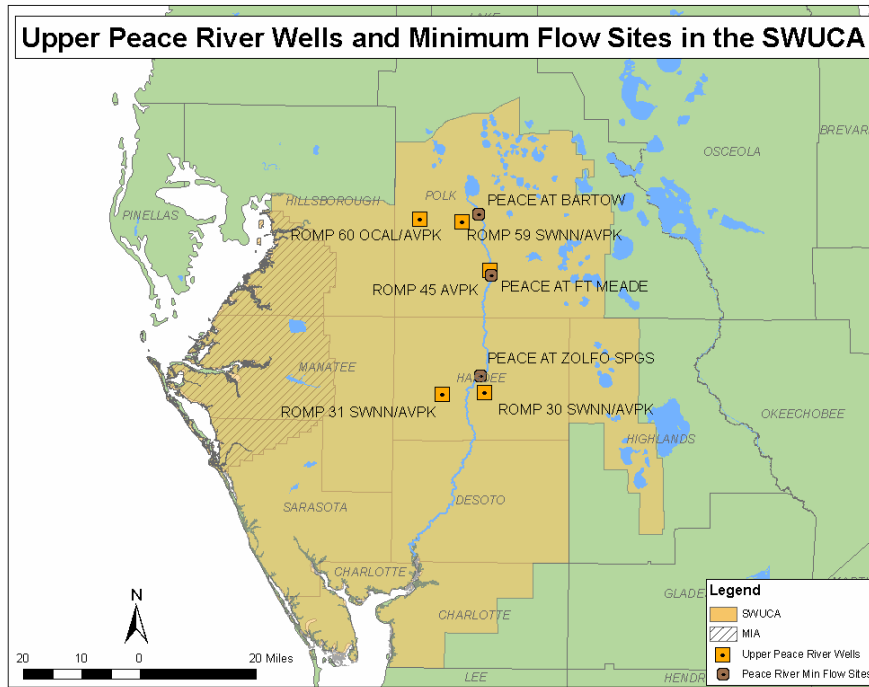 Upper Peace River Wells and Minimum Flow Sites in the SWUCA
LAKE
BREVAR
OSCEOLA
HILLSBOROUGH
POLK
PINELLAS
PEACE AT BARTOW
ROMP 60 OCAL/AVPK
ROMP 59 SWNN/AVPK
ROMP 45 AVPK
PEACE AT FT MEADE
PEACE AT ZOLFO SPGS
MANATEE
ROMP 31 SWNN/AVPK
ROMP 30 SWNN/AVPK
OKEECHOBEE
HIGHLANDS
DESOTO
SARASOTA
CHARLOTTE
CHARLOTTE
GLADE
LEE
HENDR
N
20 10 0 20 Miles
Legend
SWUCA
MIA
Upper Peace River Wells
Peace River Min Flow Sites